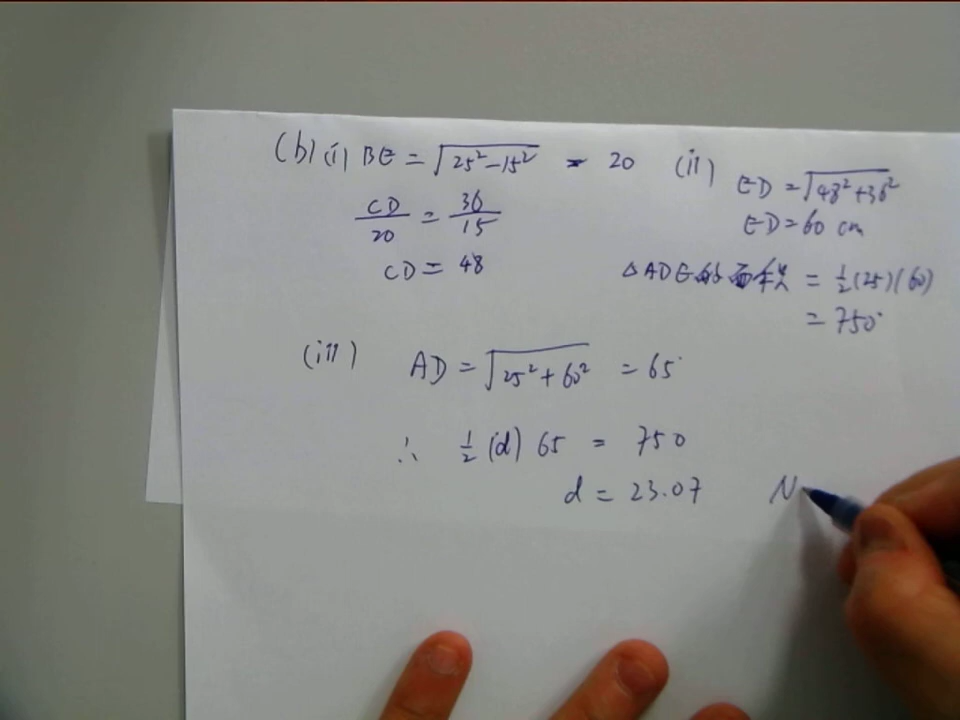 (b) (i) BE = √25²-15² = 20
CD/20 = 36/15
CD = 48
(ii) ED = √48²+36²
ED = 60 cm
△ADE的面积 = 1/2(25)(60)
= 750
(iii) AD = √25²+60² = 65
∴ 1/2(d) 65 = 750
d = 23.07 N